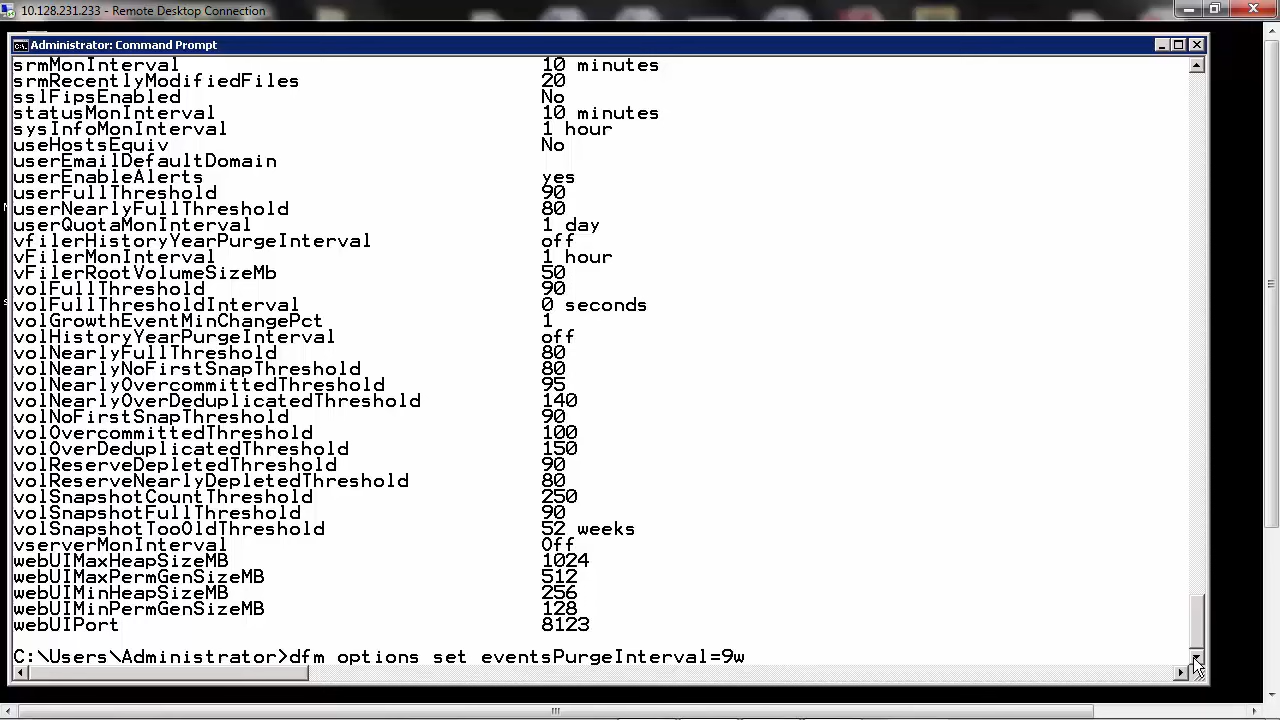 10.128.231.233 - Remote Desktop Connection
Administrator: Command Prompt
srmMonInterval 10 minutes
srmRecentlyModifiedFiles 20
sslFipsEnabled No
statusMonInterval 10 minutes
sysInfoMonInterval 1 hour
useHostsEquiv No
userEmailDefaultDomain
userEnableAlerts yes
userFullThreshold 90
userNearlyFullThreshold 80
userQuotaMonInterval 1 day
vfilerHistoryYearPurgeInterval off
vFilerMonInterval 1 hour
vFilerRootVolumeSizeMb 50
volFullThreshold 90
volFullThresholdInterval 0 seconds
volGrowthEventMinChangePct 1
volHistoryYearPurgeInterval off
volNearlyFullThreshold 80
volNearlyNoFirstSnapThreshold 80
volNearlyOvercommittedThreshold 95
volNearlyOverDeduplicatedThreshold 140
volNoFirstSnapThreshold 90
volOvercommittedThreshold 100
volOverDeduplicatedThreshold 150
volReserveDepletedThreshold 90
volReserveNearlyDepletedThreshold 80
volSnapshotCountThreshold 250
volSnapshotFullThreshold 90
volSnapshotTooOldThreshold 52 weeks
vserverMonInterval Off
webUIMaxHeapSizeMB 1024
webUIMaxPermGenSizeMB 512
webUIMinHeapSizeMB 256
webUIMinPermGenSizeMB 128
webUIPort 8123
C:\Users\Administrator>dfm options set eventsPurgeInterval=9w